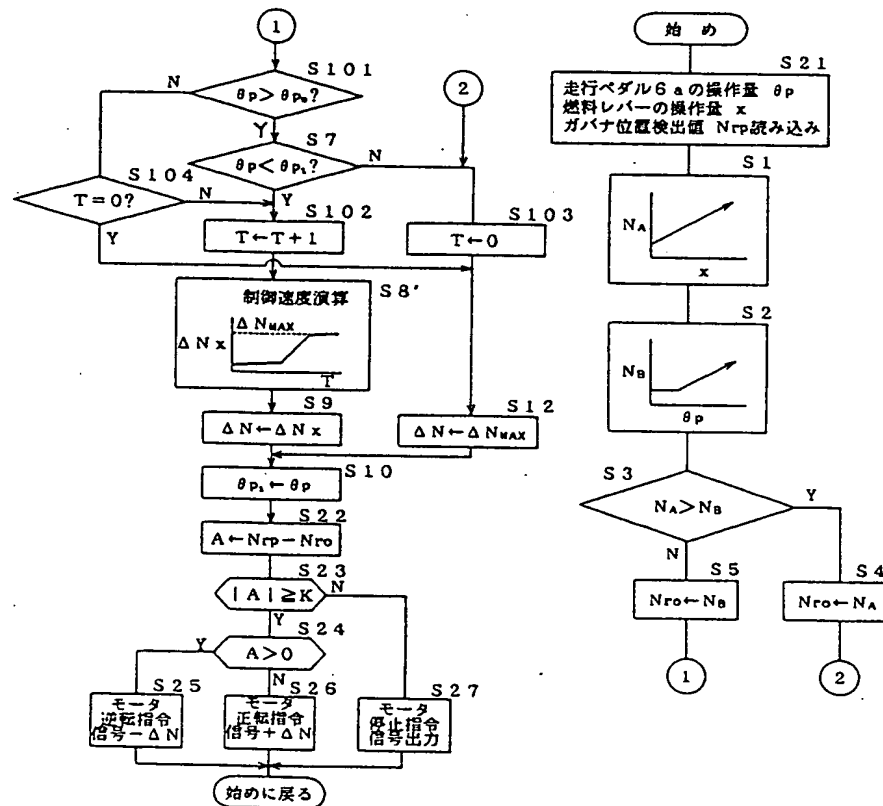 始 め
S21
走行ペダル6aの操作量 θp
燃料レバーの操作量 x
ガバナ位置検出値 Nrp読み込み
S1
NA
x
S2
NB
θp
S3
NA>NB
Y
N
S5
Nro←NB
S4
Nro←NA
1
2
1
S101
θp>θp₀?
N
Y
2
S7
θp<θp₁?
N
Y
S104
T=0?
N
Y
S102
T←T+1
S103
T←0
S8'
制御速度演算
ΔNMAX
ΔNx
T
S9
ΔN←ΔNx
S12
ΔN←ΔNMAX
S10
θp₁←θp
S22
A←Nrp−Nro
S23
|A|≧K
N
Y
S24
A>0
Y
N
S25
モータ
逆転指令
信号−ΔN
S26
モータ
正転指令
信号+ΔN
S27
モータ
停止指令
信号出力
始めに戻る